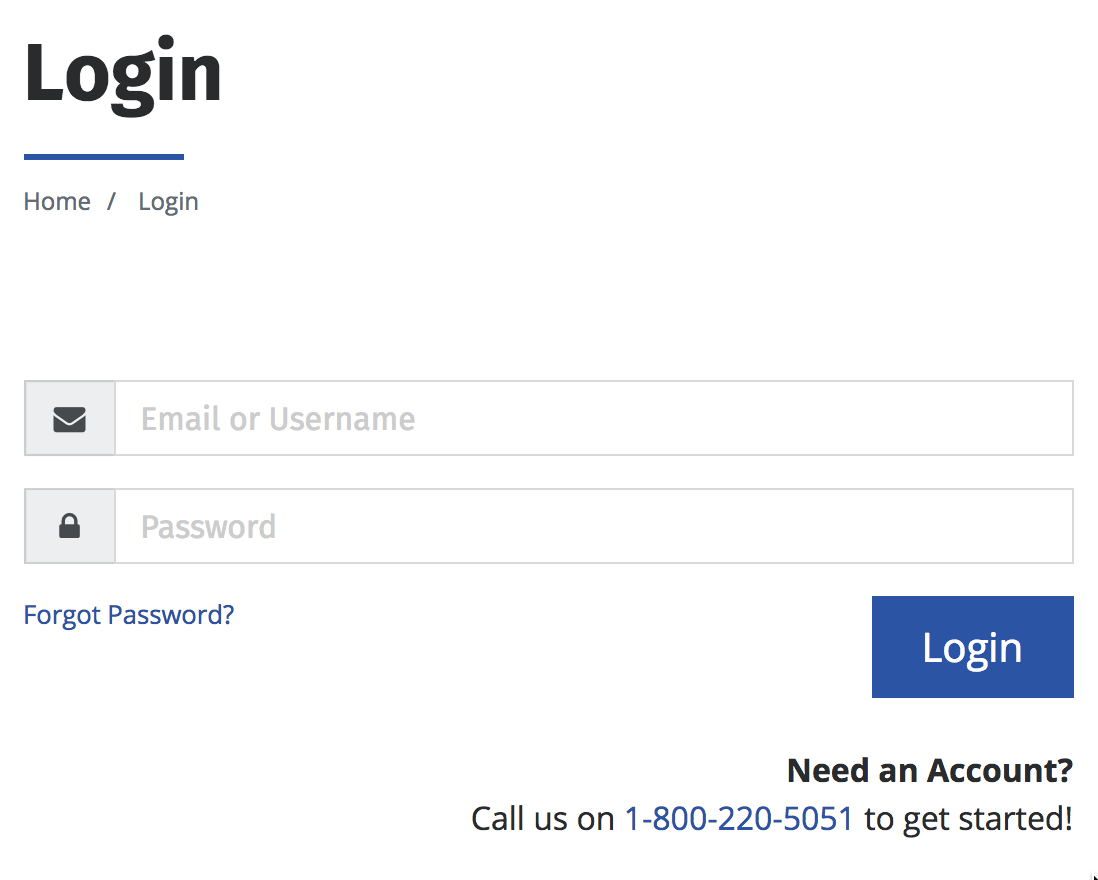 Login
Home / Login
Email or Username
Password
Forgot Password?
Login
Need an Account?
Call us on 1-800-220-5051 to get started!